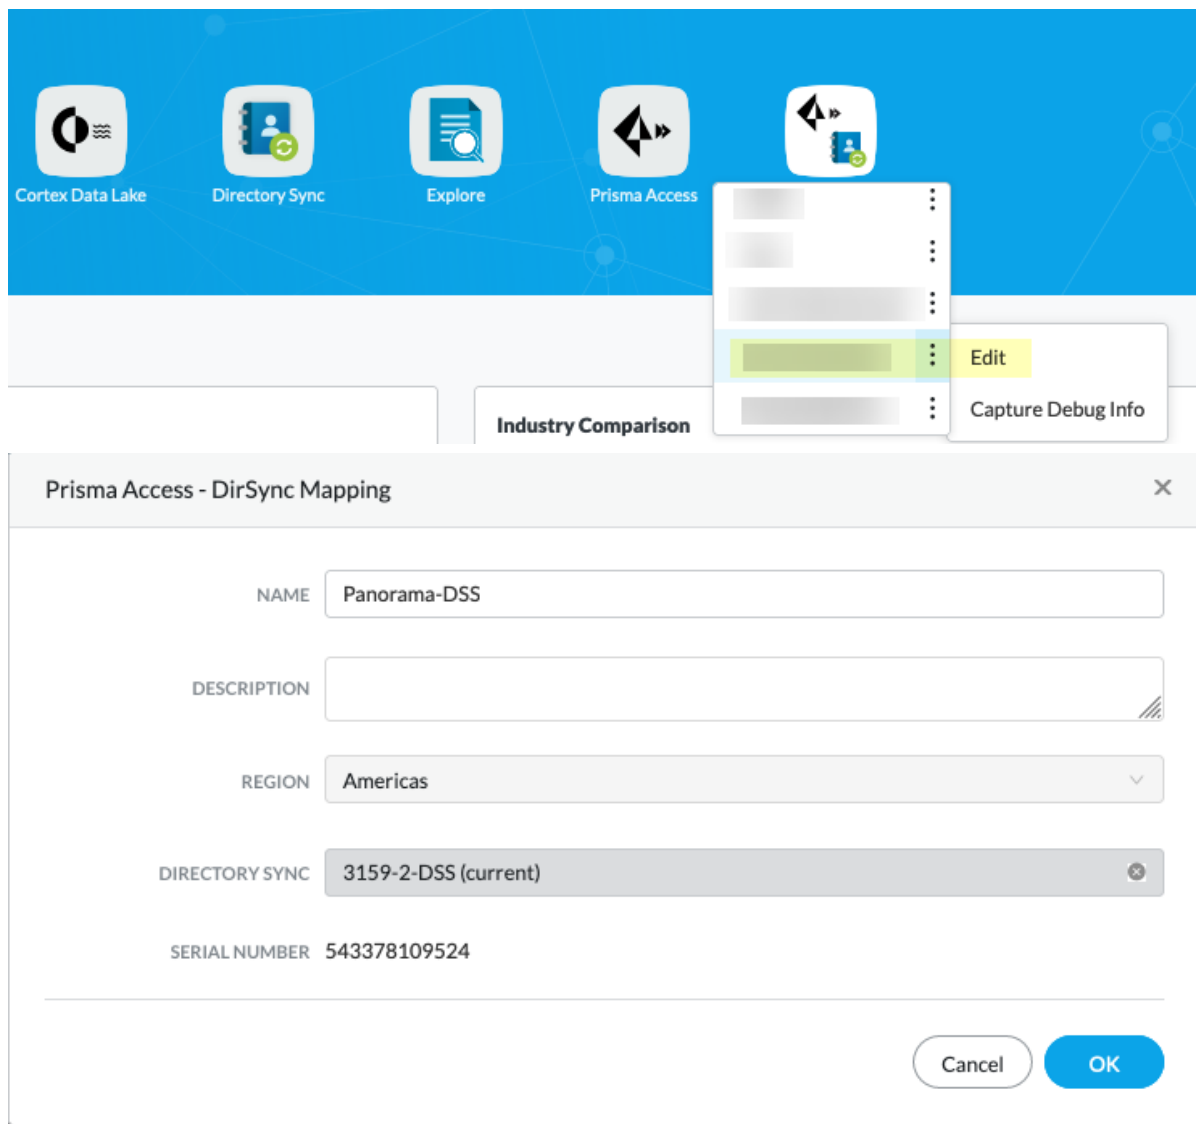 Cortex Data Lake
Directory Sync
Explore
Prisma Access
Edit
Capture Debug Info
Industry Comparison
Prisma Access - DirSync Mapping
NAME
Panorama-DSS
DESCRIPTION
REGION
Americas
DIRECTORY SYNC
3159-2-DSS (current)
SERIAL NUMBER
543378109524
Cancel
OK